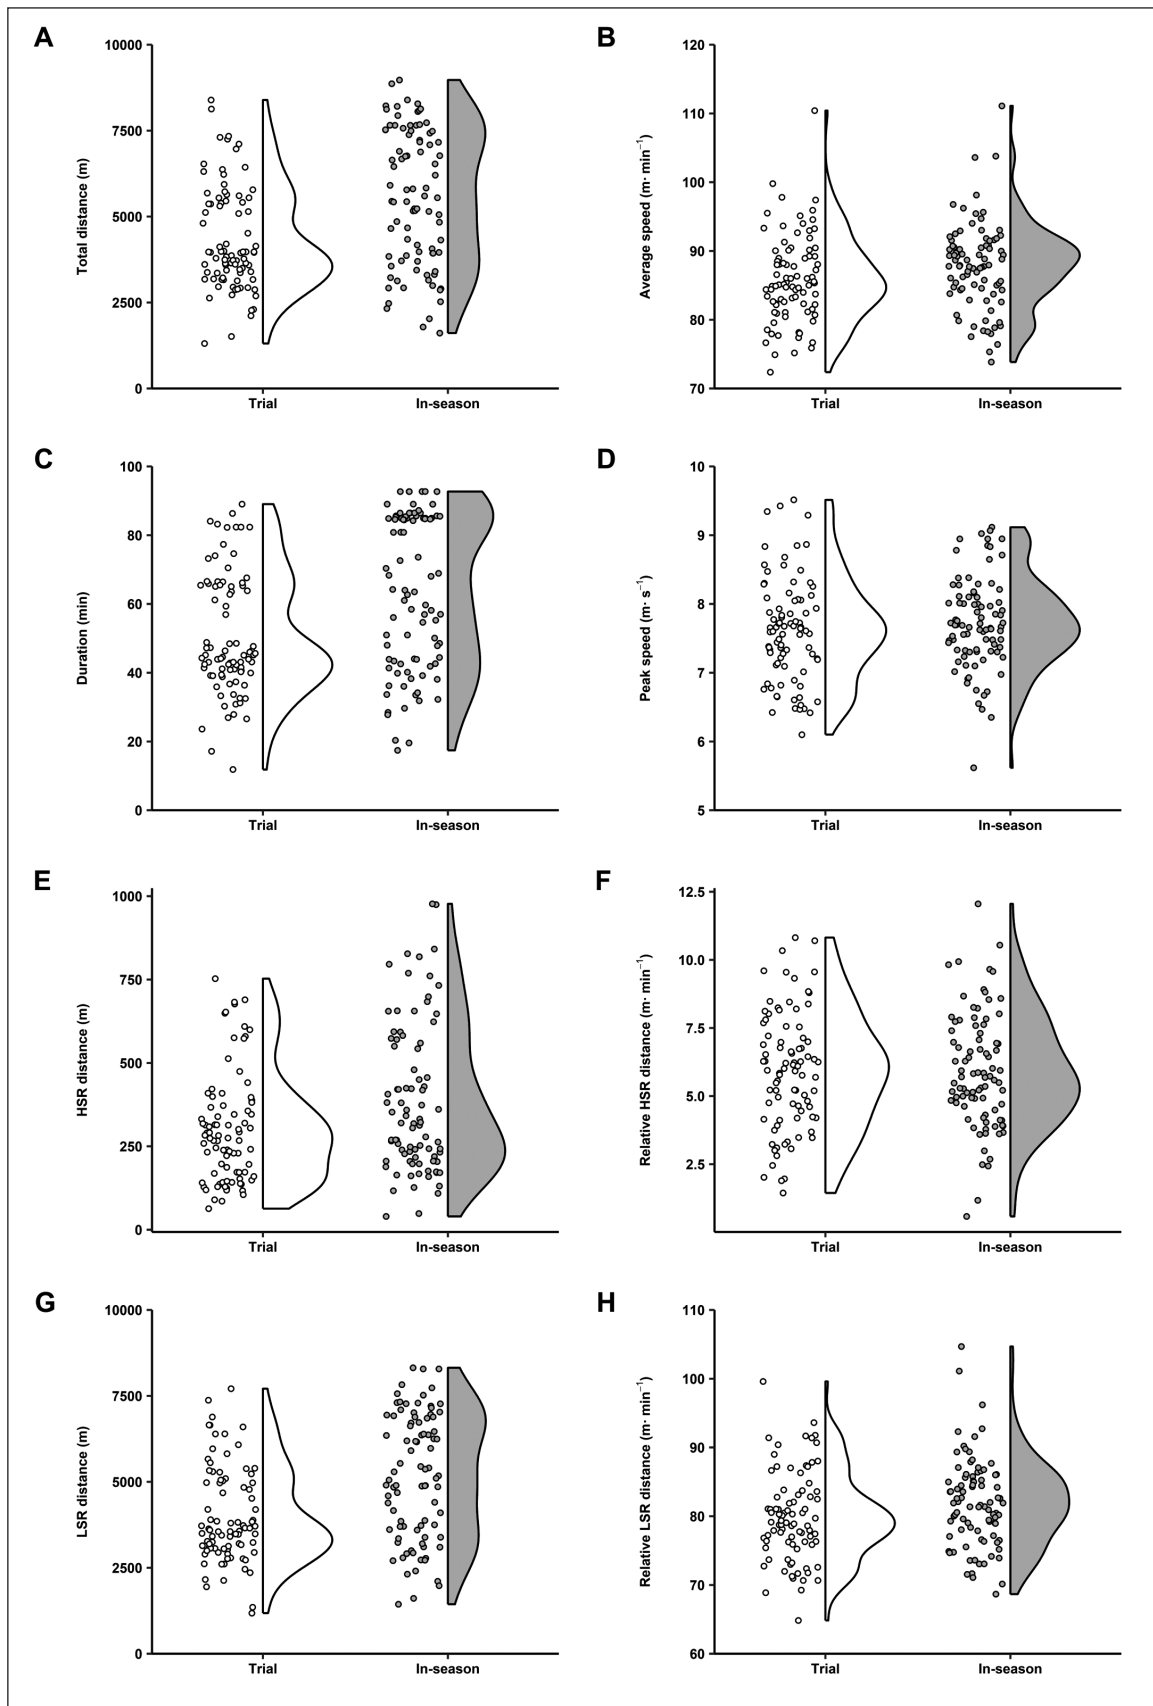 A
Total distance (m)
10000
7500
5000
2500
0
Trial
In-season
B
Average speed (m· min⁻¹)
120
110
100
90
80
70
Trial
In-season
C
Duration (min)
100
80
60
40
20
0
Trial
In-season
D
Peak speed (m· s⁻¹)
10
9
8
7
6
5
Trial
In-season
E
HSR distance (m)
1000
750
500
250
0
Trial
In-season
F
Relative HSR distance (m· min⁻¹)
12.5
10.0
7.5
5.0
2.5
Trial
In-season
G
LSR distance (m)
10000
7500
5000
2500
0
Trial
In-season
H
Relative LSR distance (m· min⁻¹)
110
100
90
80
70
60
Trial
In-season